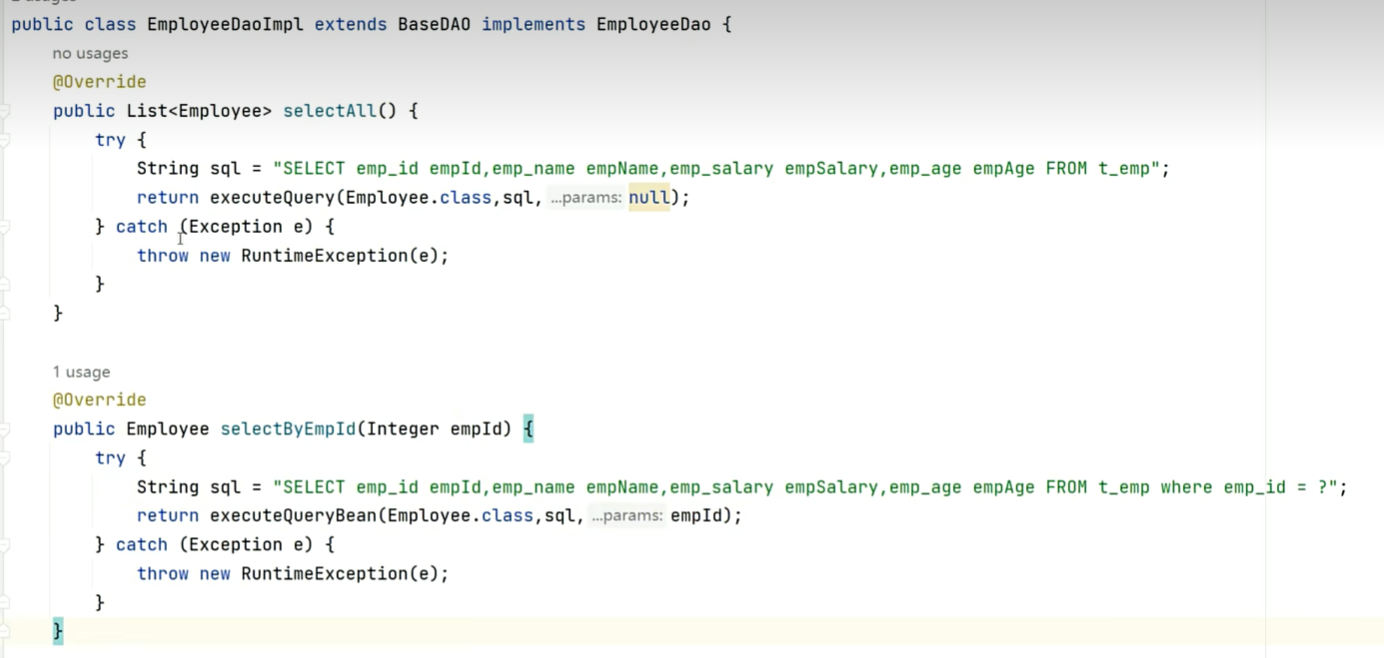 public class EmployeeDaoImpl extends BaseDAO implements EmployeeDao {
no usages
@Override
public List<Employee> selectAll() {
try {
String sql = "SELECT emp_id empId,emp_name empName,emp_salary empSalary,emp_age empAge FROM t_emp";
return executeQuery(Employee.class,sql, ...params: null);
} catch (Exception e) {
throw new RuntimeException(e);
}
}
1 usage
@Override
public Employee selectByEmpId(Integer empId) {
try {
String sql = "SELECT emp_id empId,emp_name empName,emp_salary empSalary,emp_age empAge FROM t_emp where emp_id = ?";
return executeQueryBean(Employee.class,sql, ...params: empId);
} catch (Exception e) {
throw new RuntimeException(e);
}
}